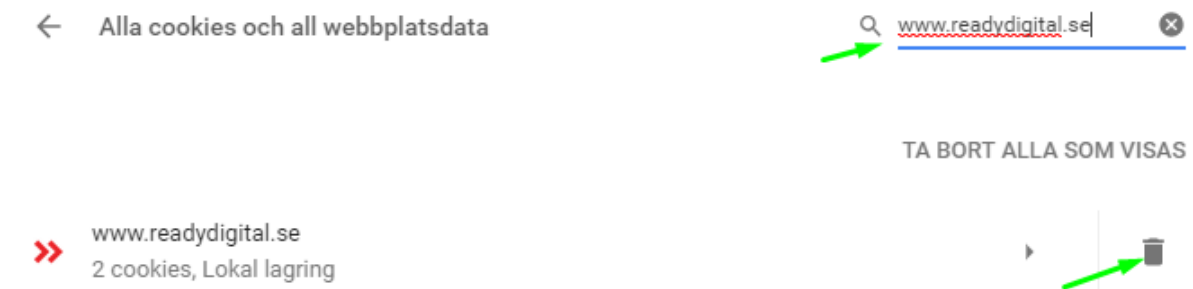 Alla cookies och all webbplatsdata
www.readydigital.se
TA BORT ALLA SOM VISAS
www.readydigital.se
2 cookies, Lokal lagring